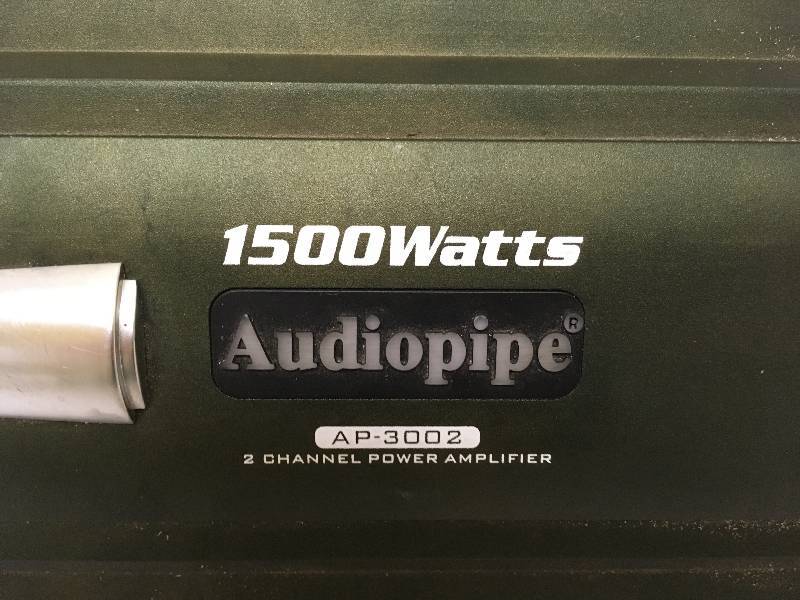 1500Watts
Audiopipe®
AP-3002
2 CHANNEL POWER AMPLIFIER